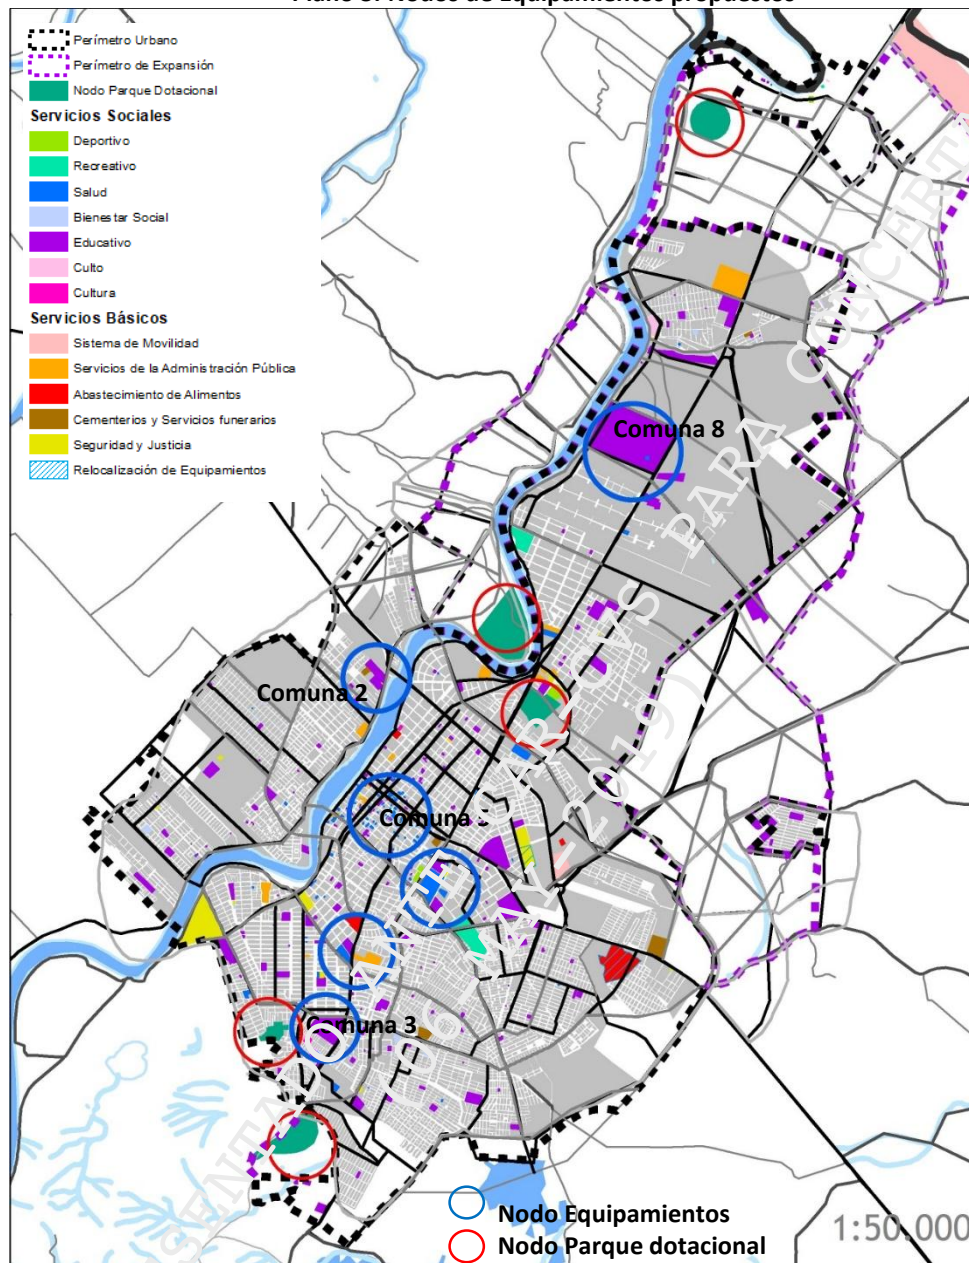 Perímetro Urbano
Perímetro de Expansión
Nodo Parque Dotacional
Servicios Sociales
Deportivo
Recreativo
Salud
Bienestar Social
Educativo
Culto
Cultura
Servicios Básicos
Sistema de Movilidad
Servicios de la Administración Pública
Abastecimiento de Alimentos
Cementerios y Servicios funerarios
Seguridad y Justicia
Relocalización de Equipamientos
Comuna 8
Comuna 2
Comuna
Comuna 3
Nodo Equipamientos
Nodo Parque dotacional
1:50.000